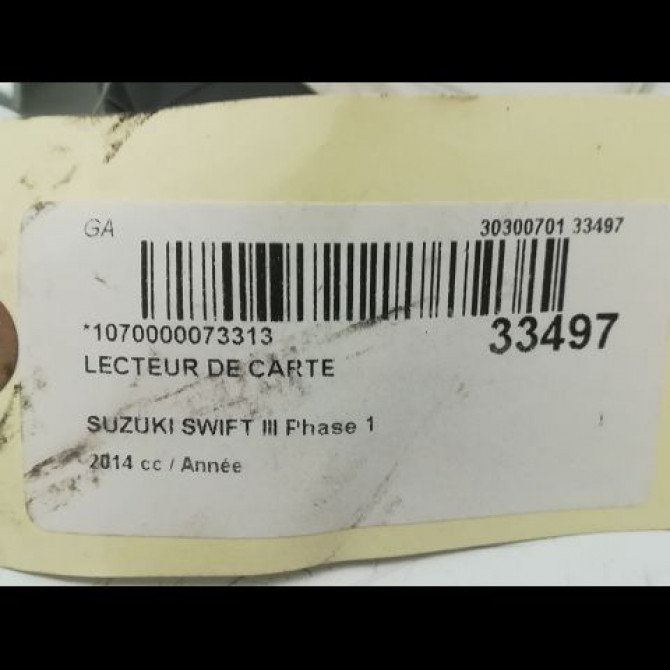 GA 30300701 33497
*1070000073313 33497
LECTEUR DE CARTE
SUZUKI SWIFT III Phase 1
2014 cc / Année